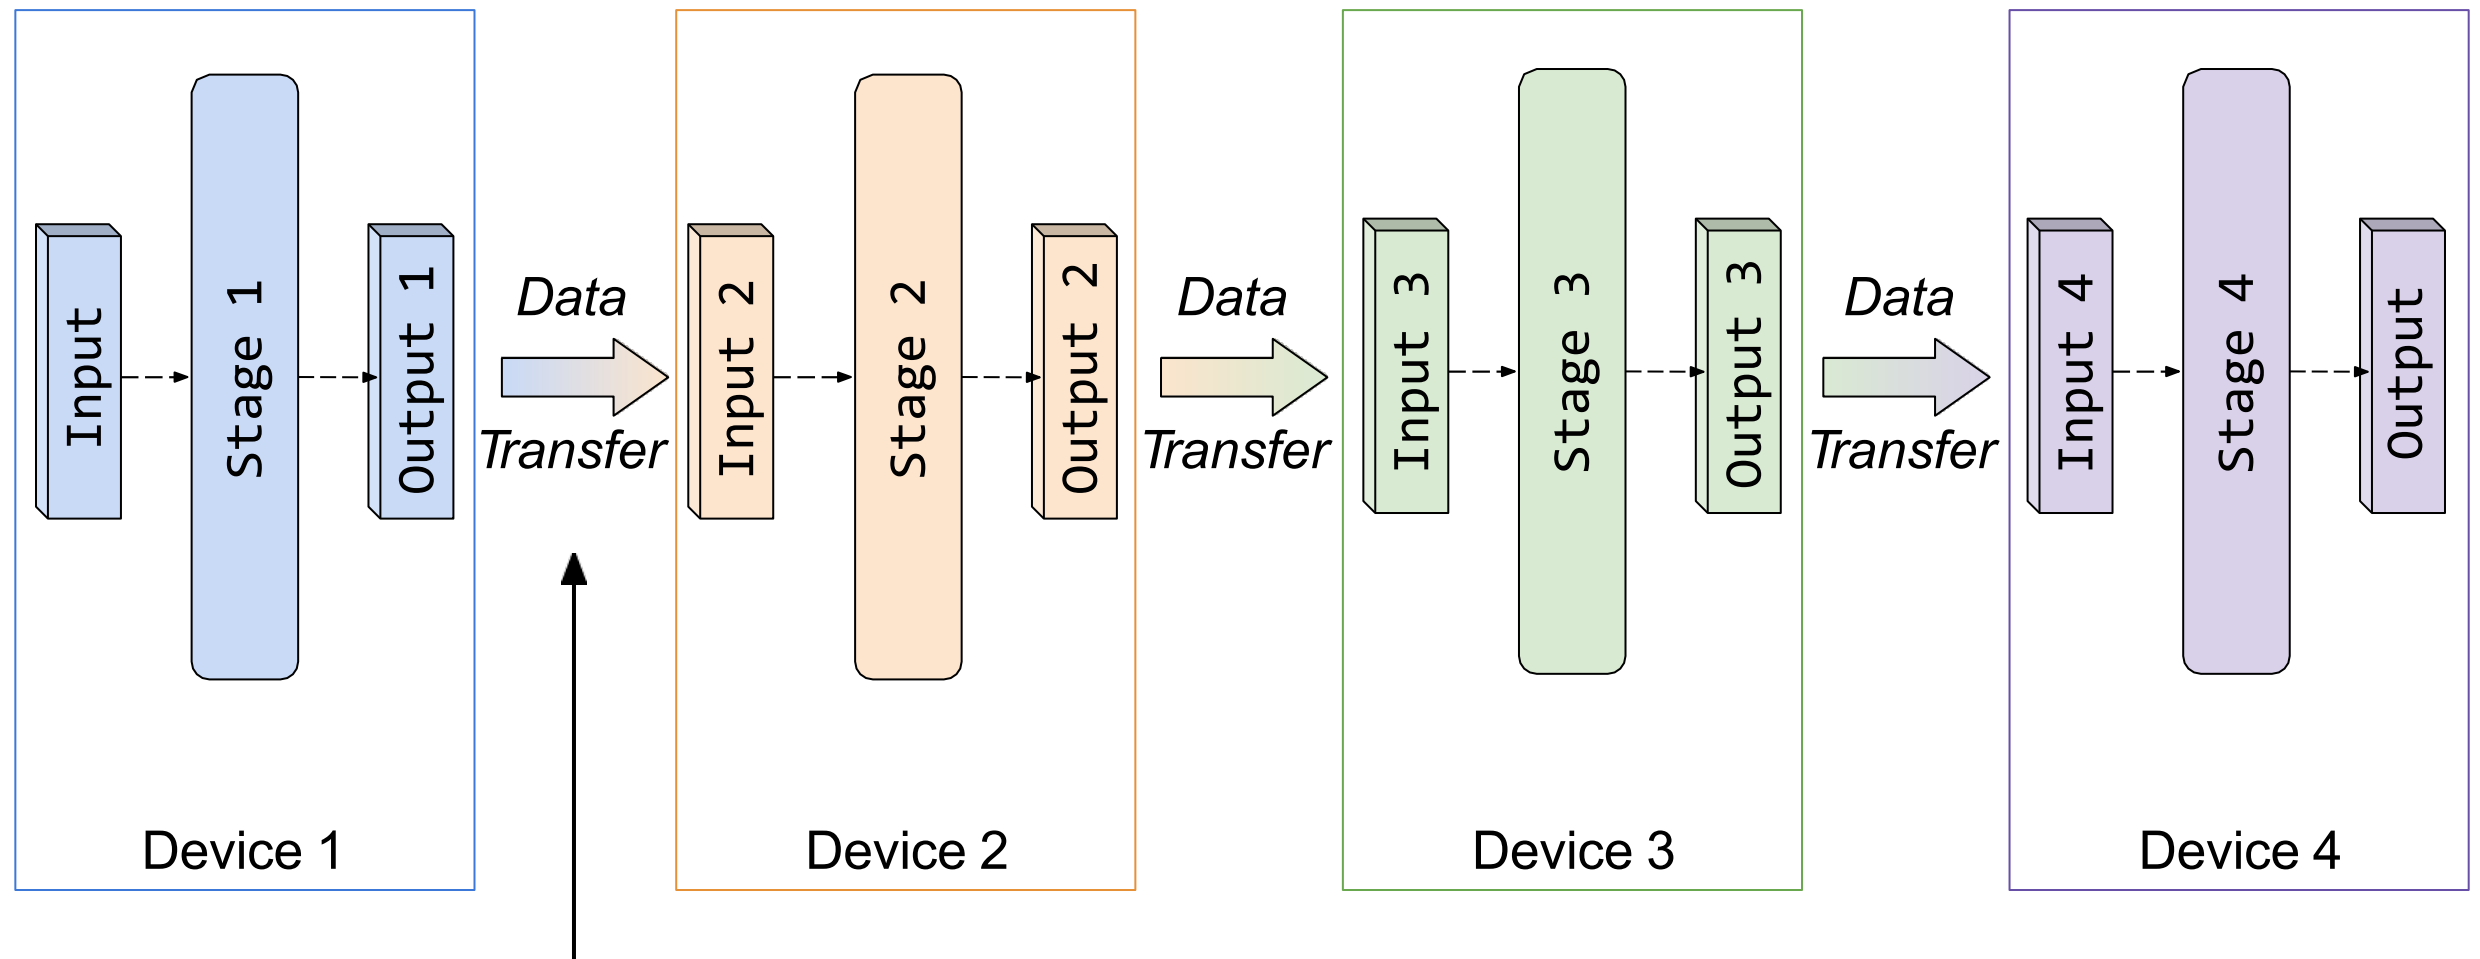 Input
Stage 1
Output 1
Device 1
Data
Transfer
Input 2
Stage 2
Output 2
Device 2
Data
Transfer
Input 3
Stage 3
Output 3
Device 3
Data
Transfer
Input 4
Stage 4
Output
Device 4